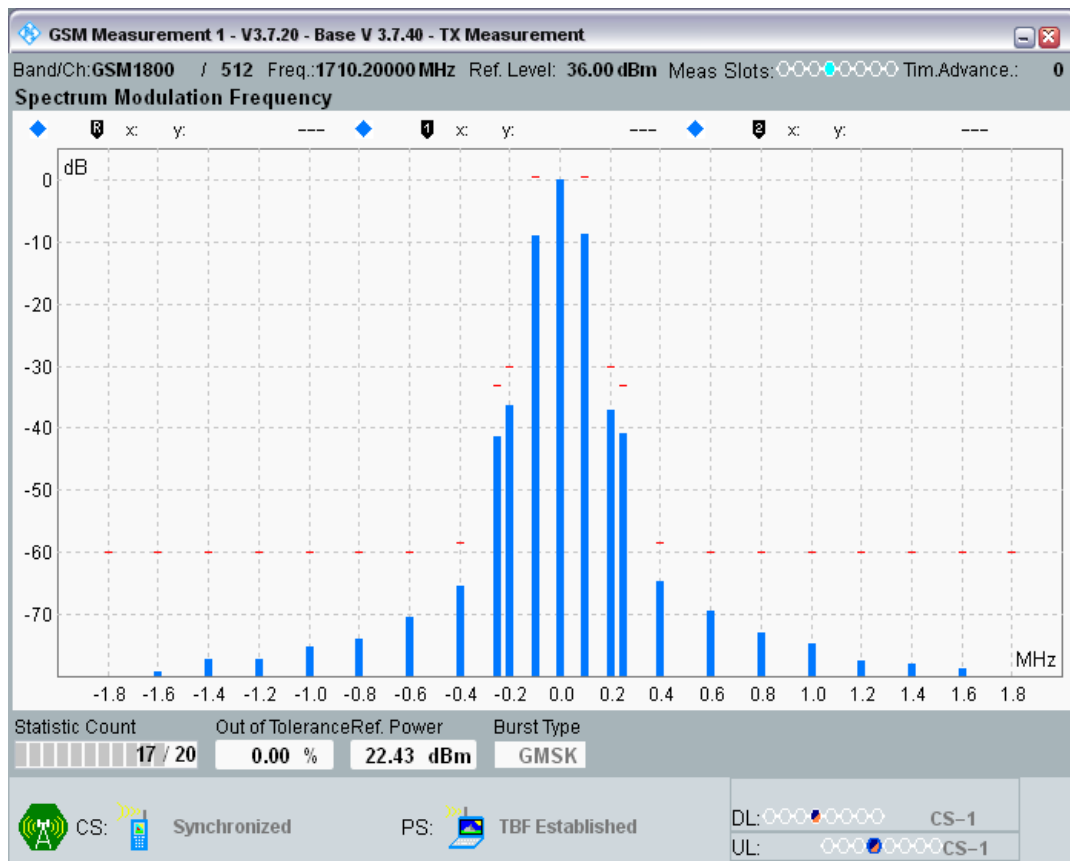 GSM Measurement 1 - V3.7.20 - Base V 3.7.40 - TX Measurement
Band/Ch:GSM1800 / 512 Freq.:1710.20000 MHz Ref. Level: 36.00 dBm Meas Slots: Tim.Advance.: 0
Spectrum Modulation Frequency
R x: y: --- 1 x: y: --- 2 x: y: ---
dB
0
-10
-20
-30
-40
-50
-60
-70
MHz
-1.8 -1.6 -1.4 -1.2 -1.0 -0.8 -0.6 -0.4 -0.2 0.0 0.2 0.4 0.6 0.8 1.0 1.2 1.4 1.6 1.8
Statistic Count Out of Tolerance Ref. Power Burst Type
17 / 20 0.00 % 22.43 dBm GMSK
CS: Synchronized PS: TBF Established
DL: CS-1
UL: CS-1